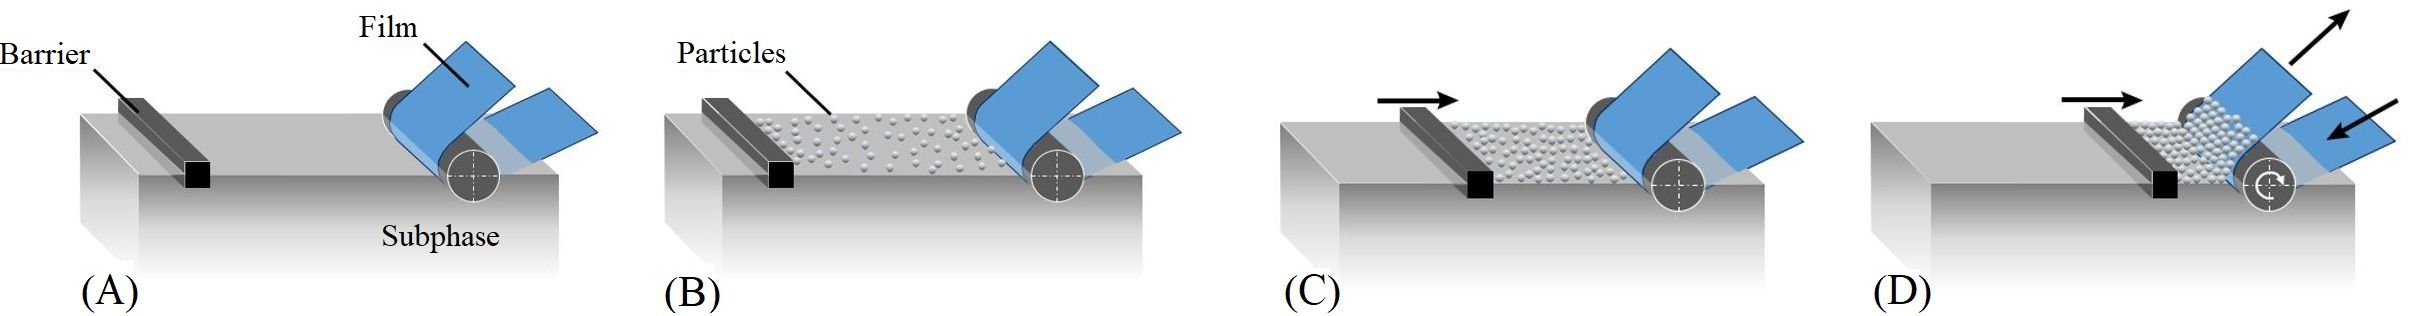 Barrier
Film
Particles
Subphase
(A)
(B)
(C)
(D)